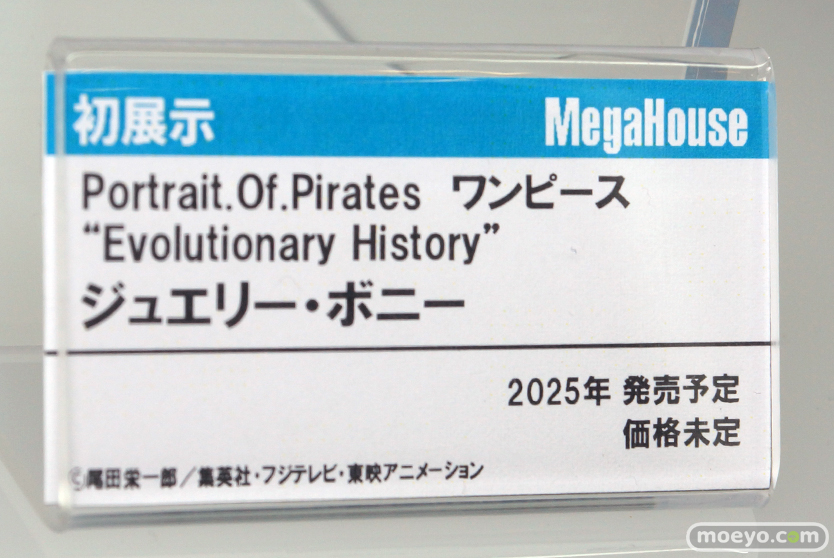 初展示 MegaHouse
Portrait.Of.Pirates ワンピース
“Evolutionary History”
ジュエリー・ボニー
2025年 発売予定
価格未定
©尾田栄一郎／集英社・フジテレビ・東映アニメーション
moeyo.com